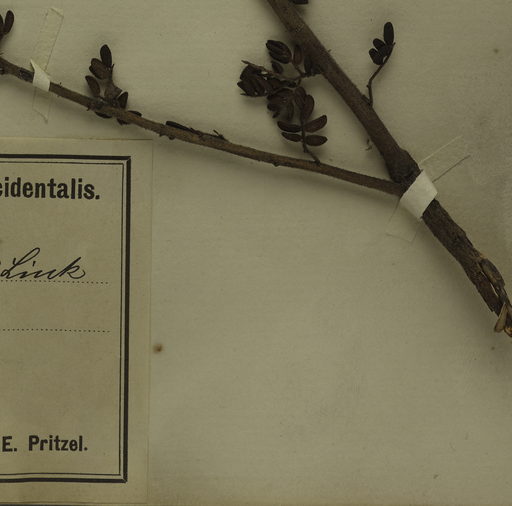 cidentalis.
Link
E. Pritzel.